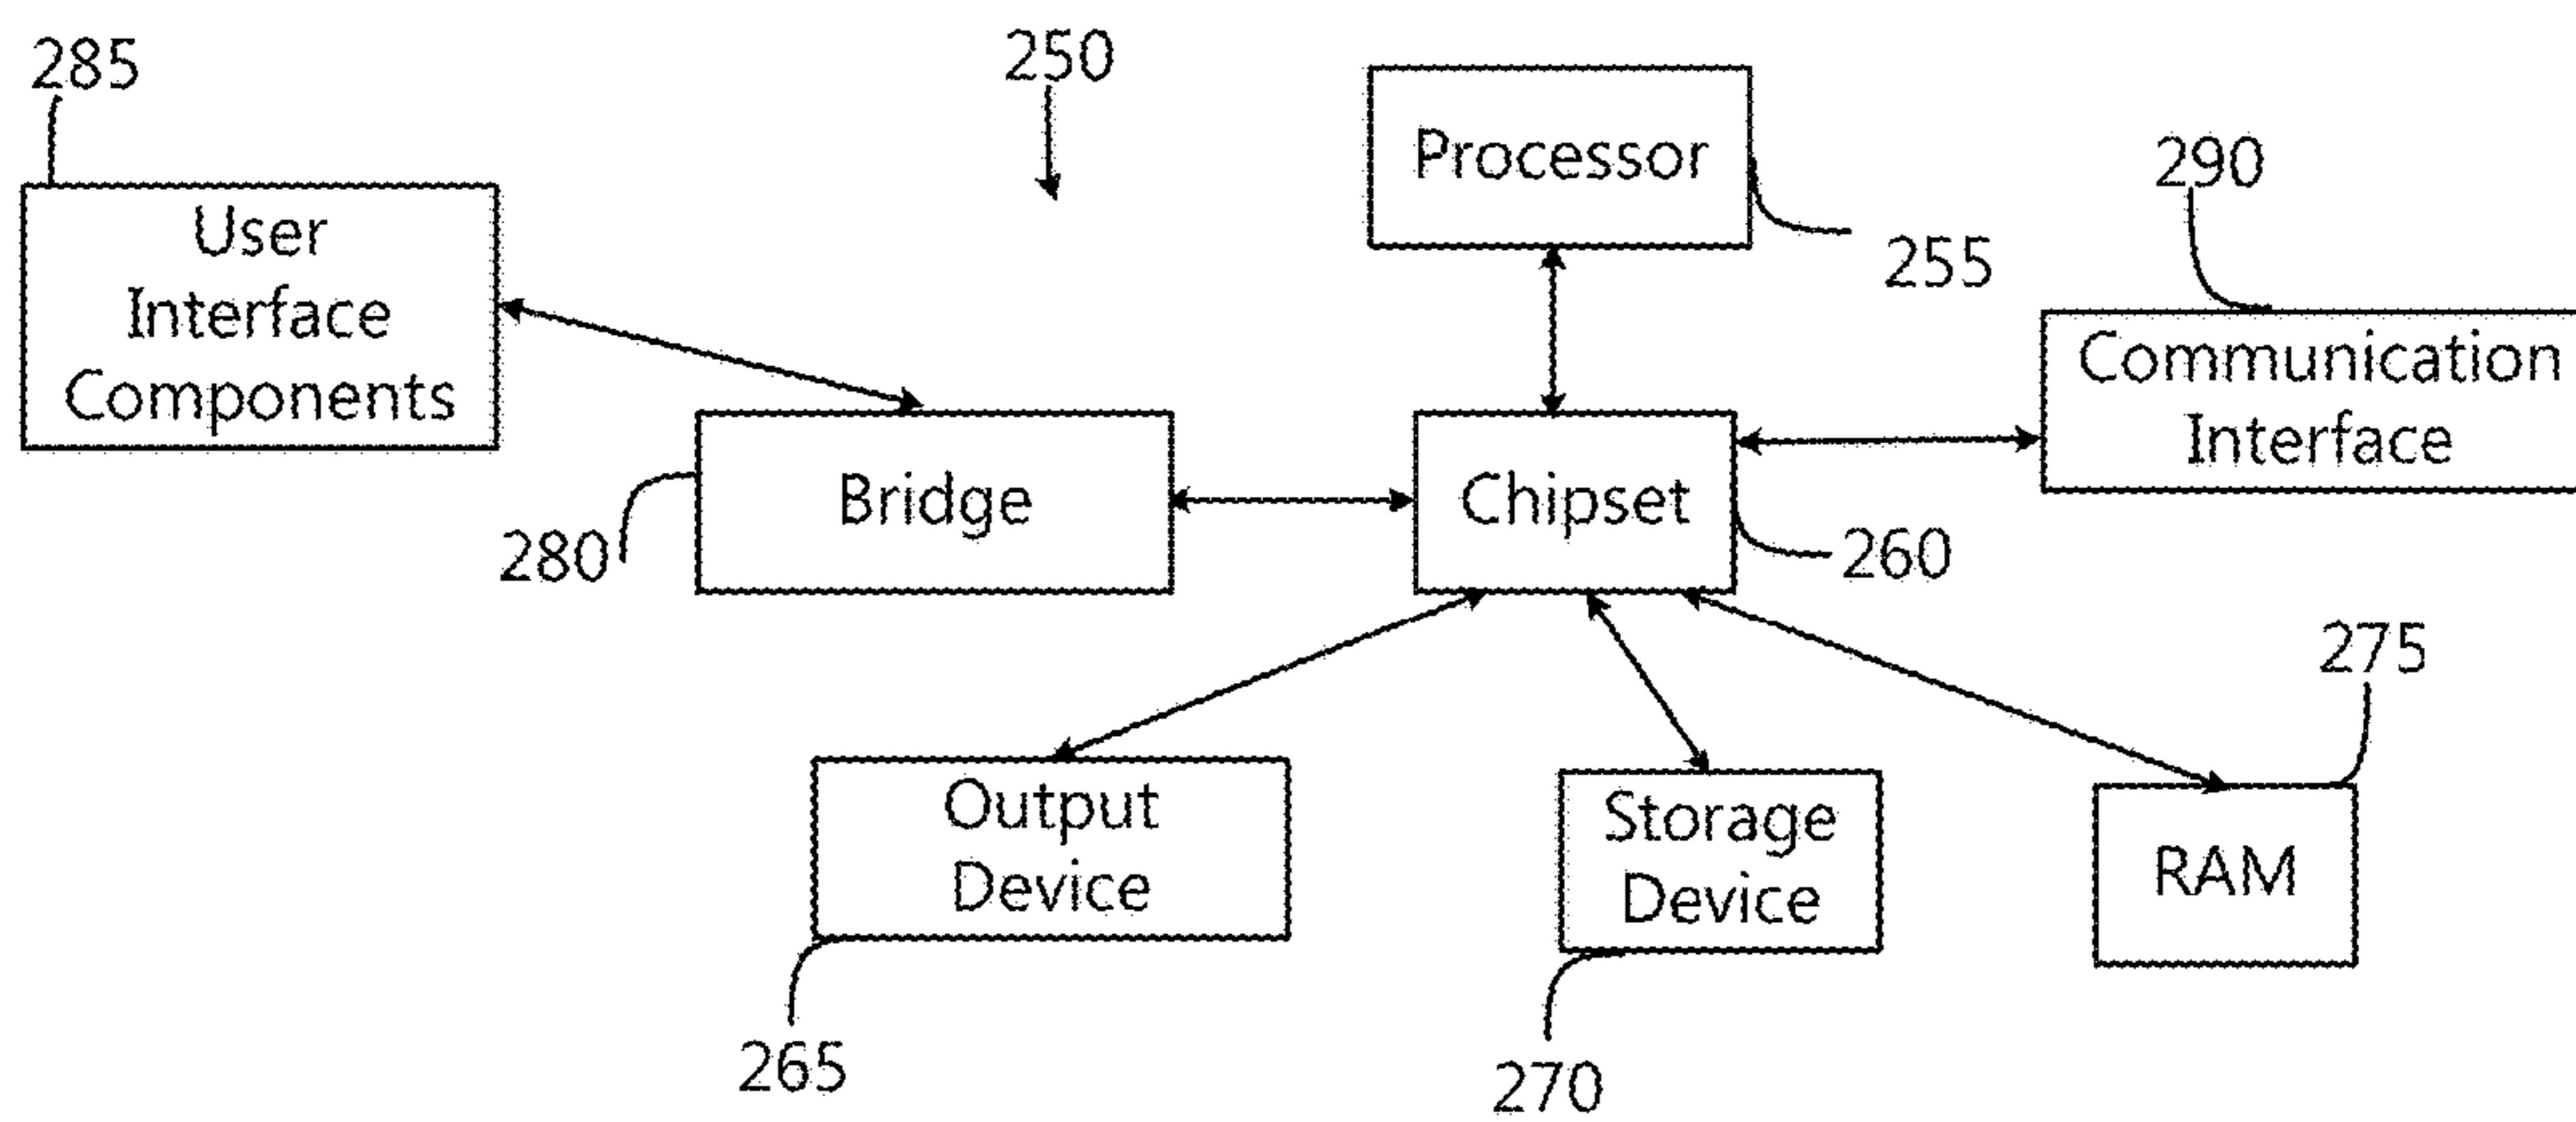 285
250
Processor
290
User
Interface
Components
255
Communication
Interface
Bridge
Chipset
280
260
275
Output
Device
Storage
Device
RAM
265
270